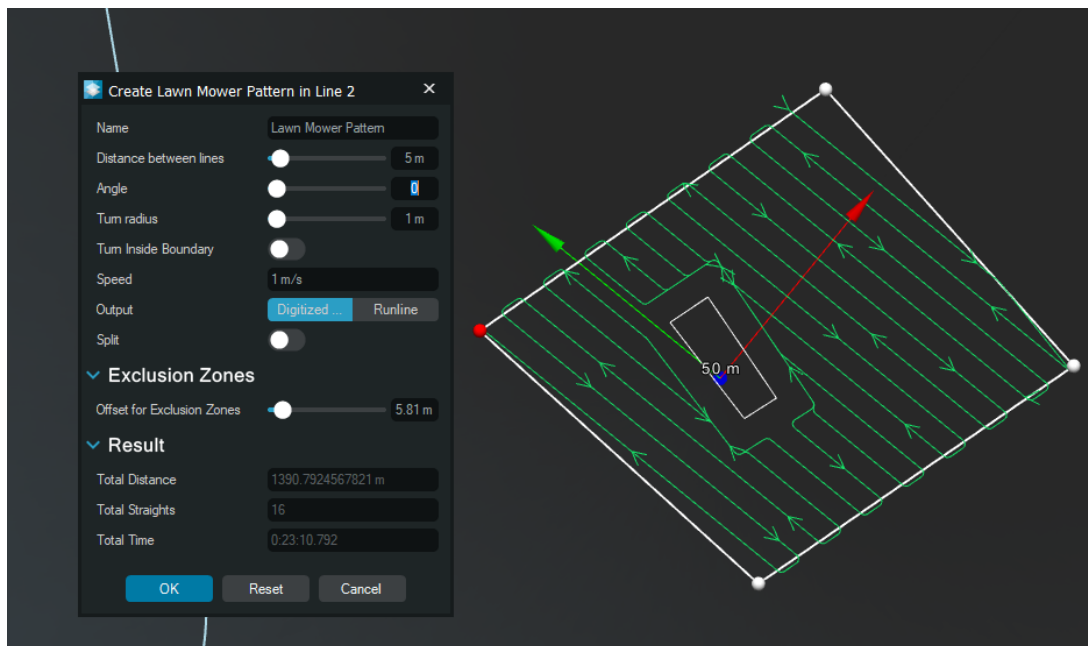 Create Lawn Mower Pattern in Line 2
Name Lawn Mower Pattern
Distance between lines 5 m
Angle 0
Turn radius 1 m
Turn Inside Boundary
Speed 1 m/s
Output Digitized ... Runline
Split
Exclusion Zones
Offset for Exclusion Zones 5.81 m
Result
Total Distance 1390.7924567821 m
Total Straights 16
Total Time 0:23:10.792
OK Reset Cancel
50 m